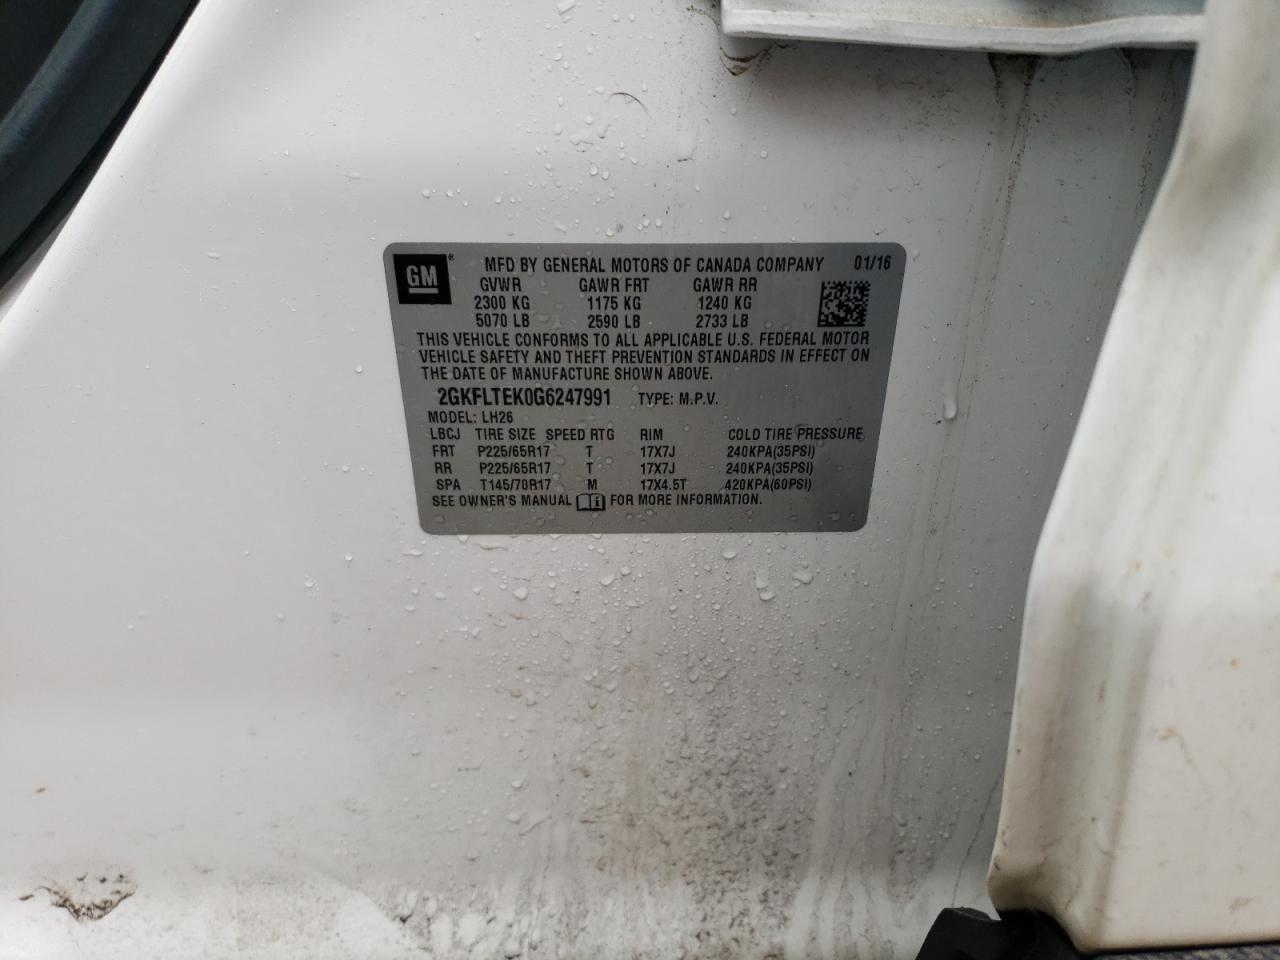 GM® MFD BY GENERAL MOTORS OF CANADA COMPANY 01/16
GVWR GAWR FRT GAWR RR
2300 KG 1175 KG 1240 KG
5070 LB 2590 LB 2733 LB
THIS VEHICLE CONFORMS TO ALL APPLICABLE U.S. FEDERAL MOTOR
VEHICLE SAFETY AND THEFT PREVENTION STANDARDS IN EFFECT ON
THE DATE OF MANUFACTURE SHOWN ABOVE.
2GKFLTEK0G6247991 TYPE: M.P.V.
MODEL: LH26
LBCJ TIRE SIZE SPEED RTG RIM COLD TIRE PRESSURE
FRT P225/65R17 T 17X7J 240KPA(35PSI)
RR P225/65R17 T 17X7J 240KPA(35PSI)
SPA T145/70R17 M 17X4.5T 420KPA(60PSI)
SEE OWNER'S MANUAL i FOR MORE INFORMATION.